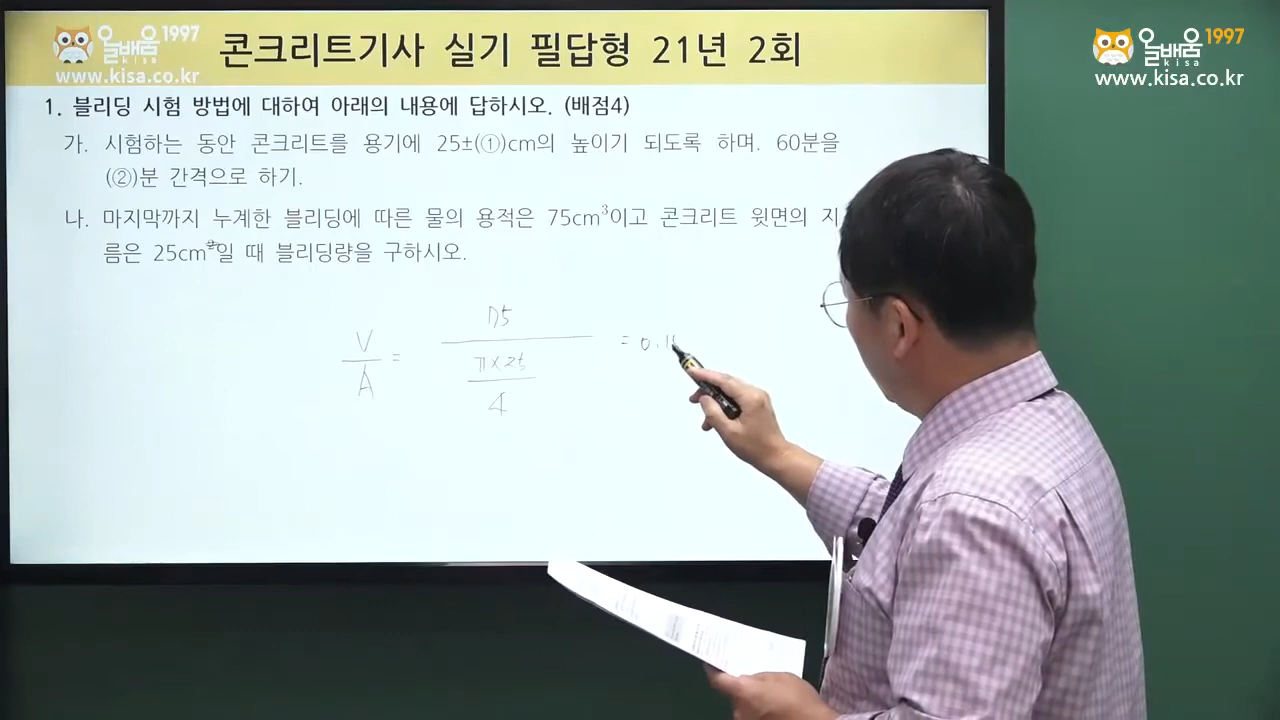 올배움 1997
kisa
www.kisa.co.kr
콘크리트기사 실기 필답형 21년 2회
올배움 1997
kisa
www.kisa.co.kr
1. 블리딩 시험 방법에 대하여 아래의 내용에 답하시오. (배점4)
가. 시험하는 동안 콘크리트를 용기에 25±(①)cm의 높이기 되도록 하며. 60분을
(②)분 간격으로 하기.
나. 마지막까지 누계한 블리딩에 따른 물의 용적은 75cm³이고 콘크리트 윗면의 지
름은 25cm일 때 블리딩량을 구하시오.
75
V
= = 0.1
π×25
A
4